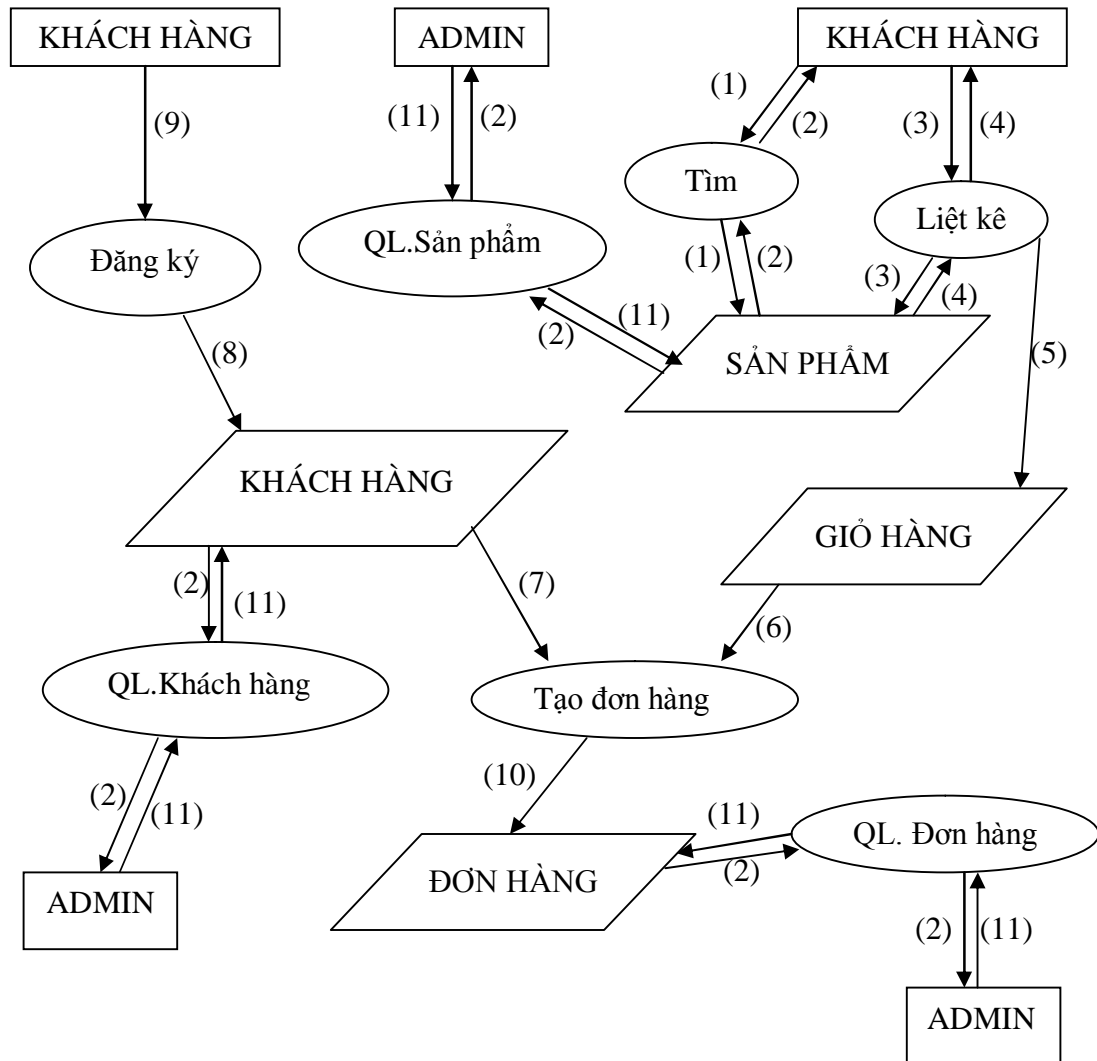 KHÁCH HÀNG
ADMIN
KHÁCH HÀNG
(1)
(2)
(9)
(11)
(2)
(3)
(4)
Tìm
Liệt kê
QL.Sản phẩm
Đăng ký
(1)
(2)
(3)
(4)
(2)
(11)
(8)
(5)
SẢN PHẨM
KHÁCH HÀNG
GIỎ HÀNG
(2)
(11)
(7)
(6)
QL.Khách hàng
Tạo đơn hàng
(2)
(11)
(10)
(11)
(2)
QL. Đơn hàng
ĐƠN HÀNG
ADMIN
(2)
(11)
ADMIN